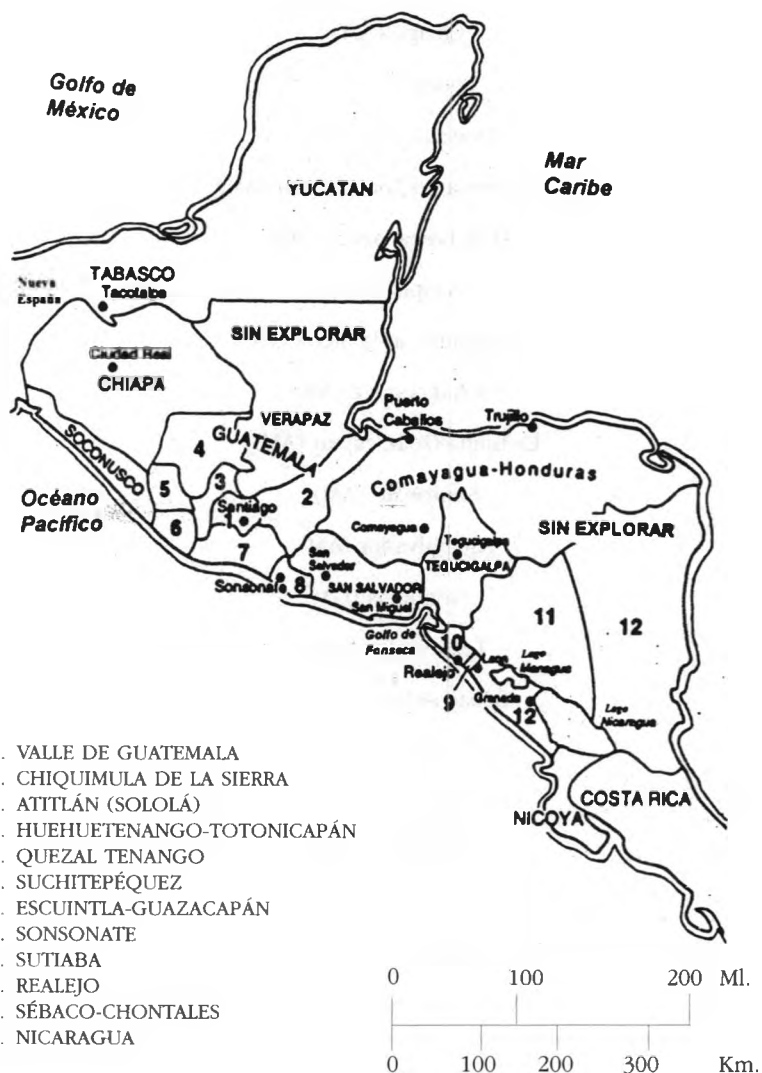 Golfo de
México
Mar
Caribe
YUCATAN
Nueva
España
TABASCO
Tacotalpa
SIN EXPLORAR
Ciudad Real
CHIAPA
Puerto
Caballos
Trujillo
VERAPAZ
SOCONUSCO
4
GUATEMALA
Comayagua-Honduras
5
3
2
Océano
Pacífico
Santiago
1
6
Comayagua
SIN EXPLORAR
Tegucigalpa
TEGUCIGALPA
7
San
Salvador
8
SAN SALVADOR
Sonsonate
San Miguel
11
12
Golfo de
Fonseca
10
Lago
Managua
Realejo
León
Granada
Lago
Nicaragua
9
12
COSTA RICA
NICOYA
. VALLE DE GUATEMALA
. CHIQUIMULA DE LA SIERRA
. ATITLÁN (SOLOLÁ)
. HUEHUETENANGO-TOTONICAPÁN
. QUEZAL TENANGO
. SUCHITEPÉQUEZ
. ESCUINTLA-GUAZACAPÁN
. SONSONATE
. SUTIABA
. REALEJO
. SÉBACO-CHONTALES
. NICARAGUA
0 100 200 Ml.
0 100 200 300 Km.